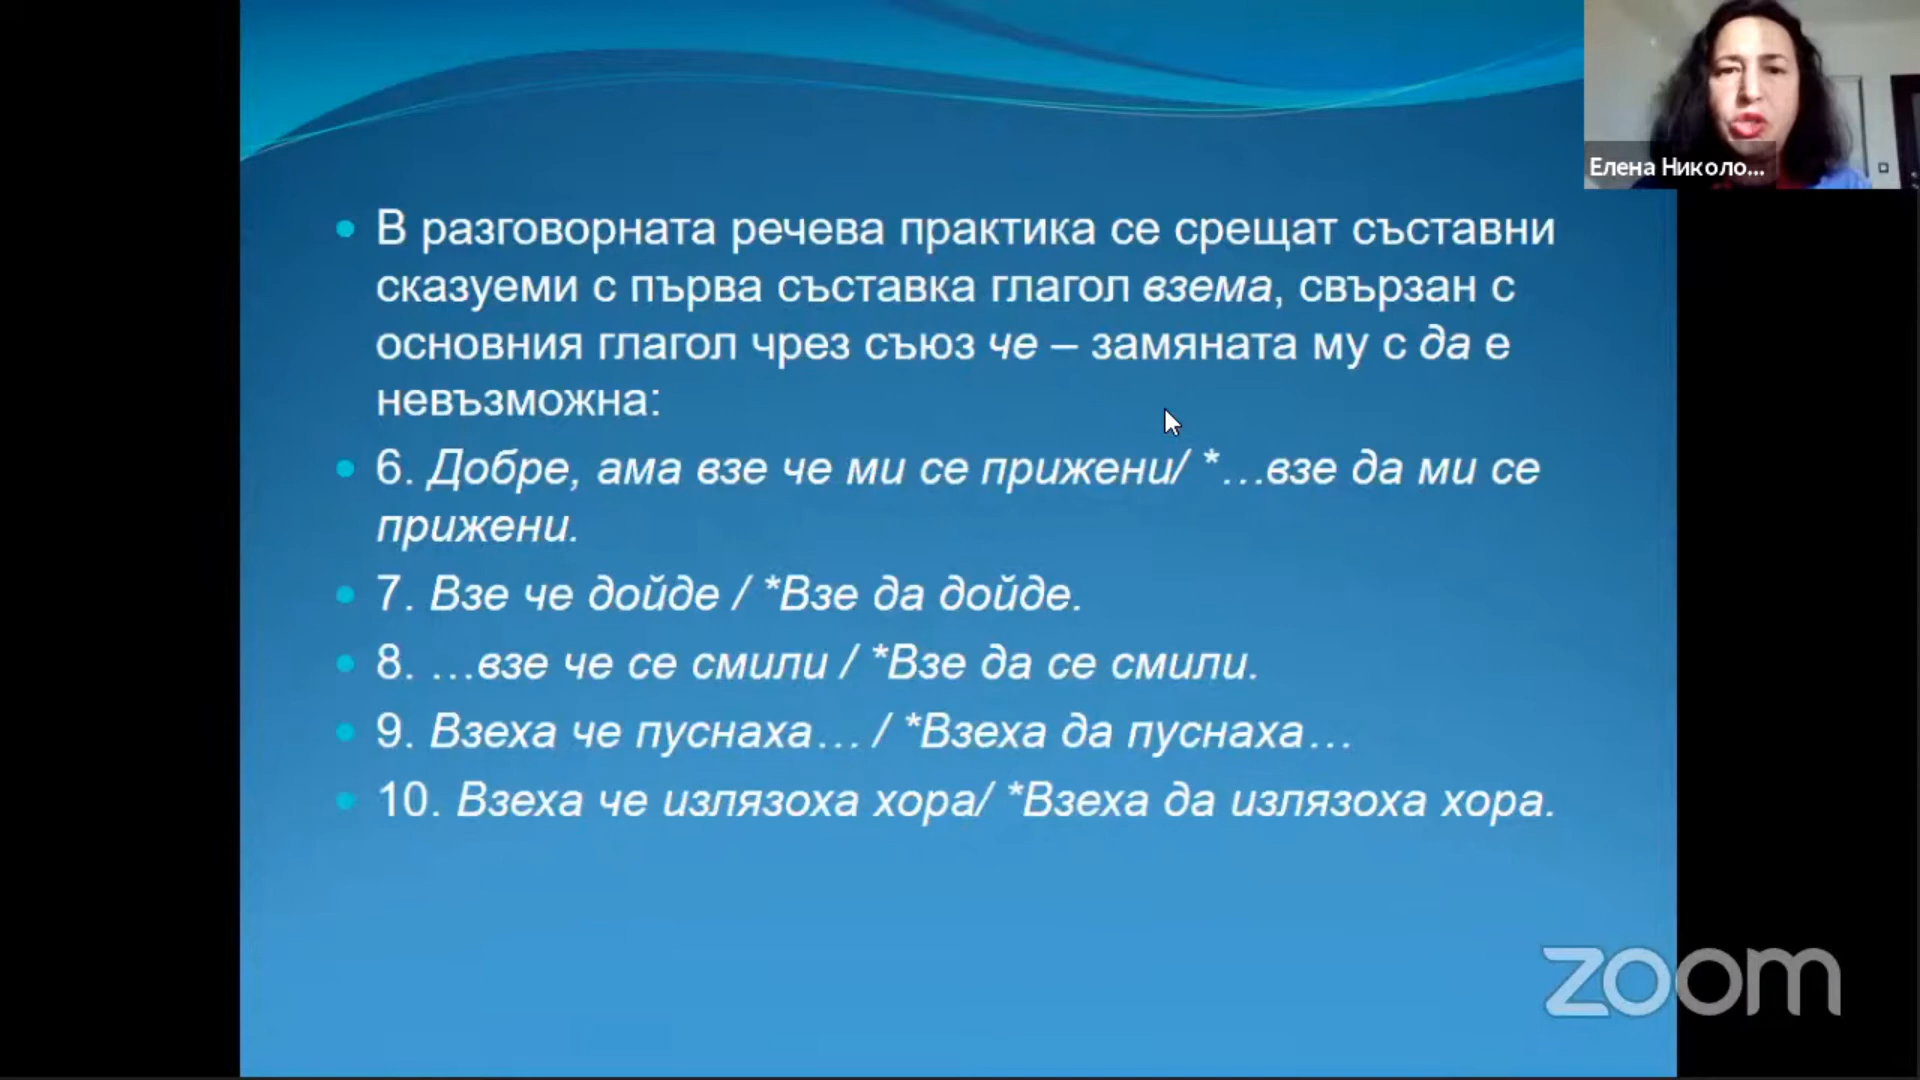 Елена Николо...
В разговорната речева практика се срещат съставни
сказуеми с първа съставка глагол взема, свързан с
основния глагол чрез съюз че – замяната му с да е
невъзможна:
6. Добре, ама взе че ми се прижени/ *…взе да ми се
прижени.
7. Взе че дойде / *Взе да дойде.
8. …взе че се смили / *Взе да се смили.
9. Взеха че пуснаха… / *Взеха да пуснаха…
10. Взеха че излязоха хора/ *Взеха да излязоха хора.
zoom